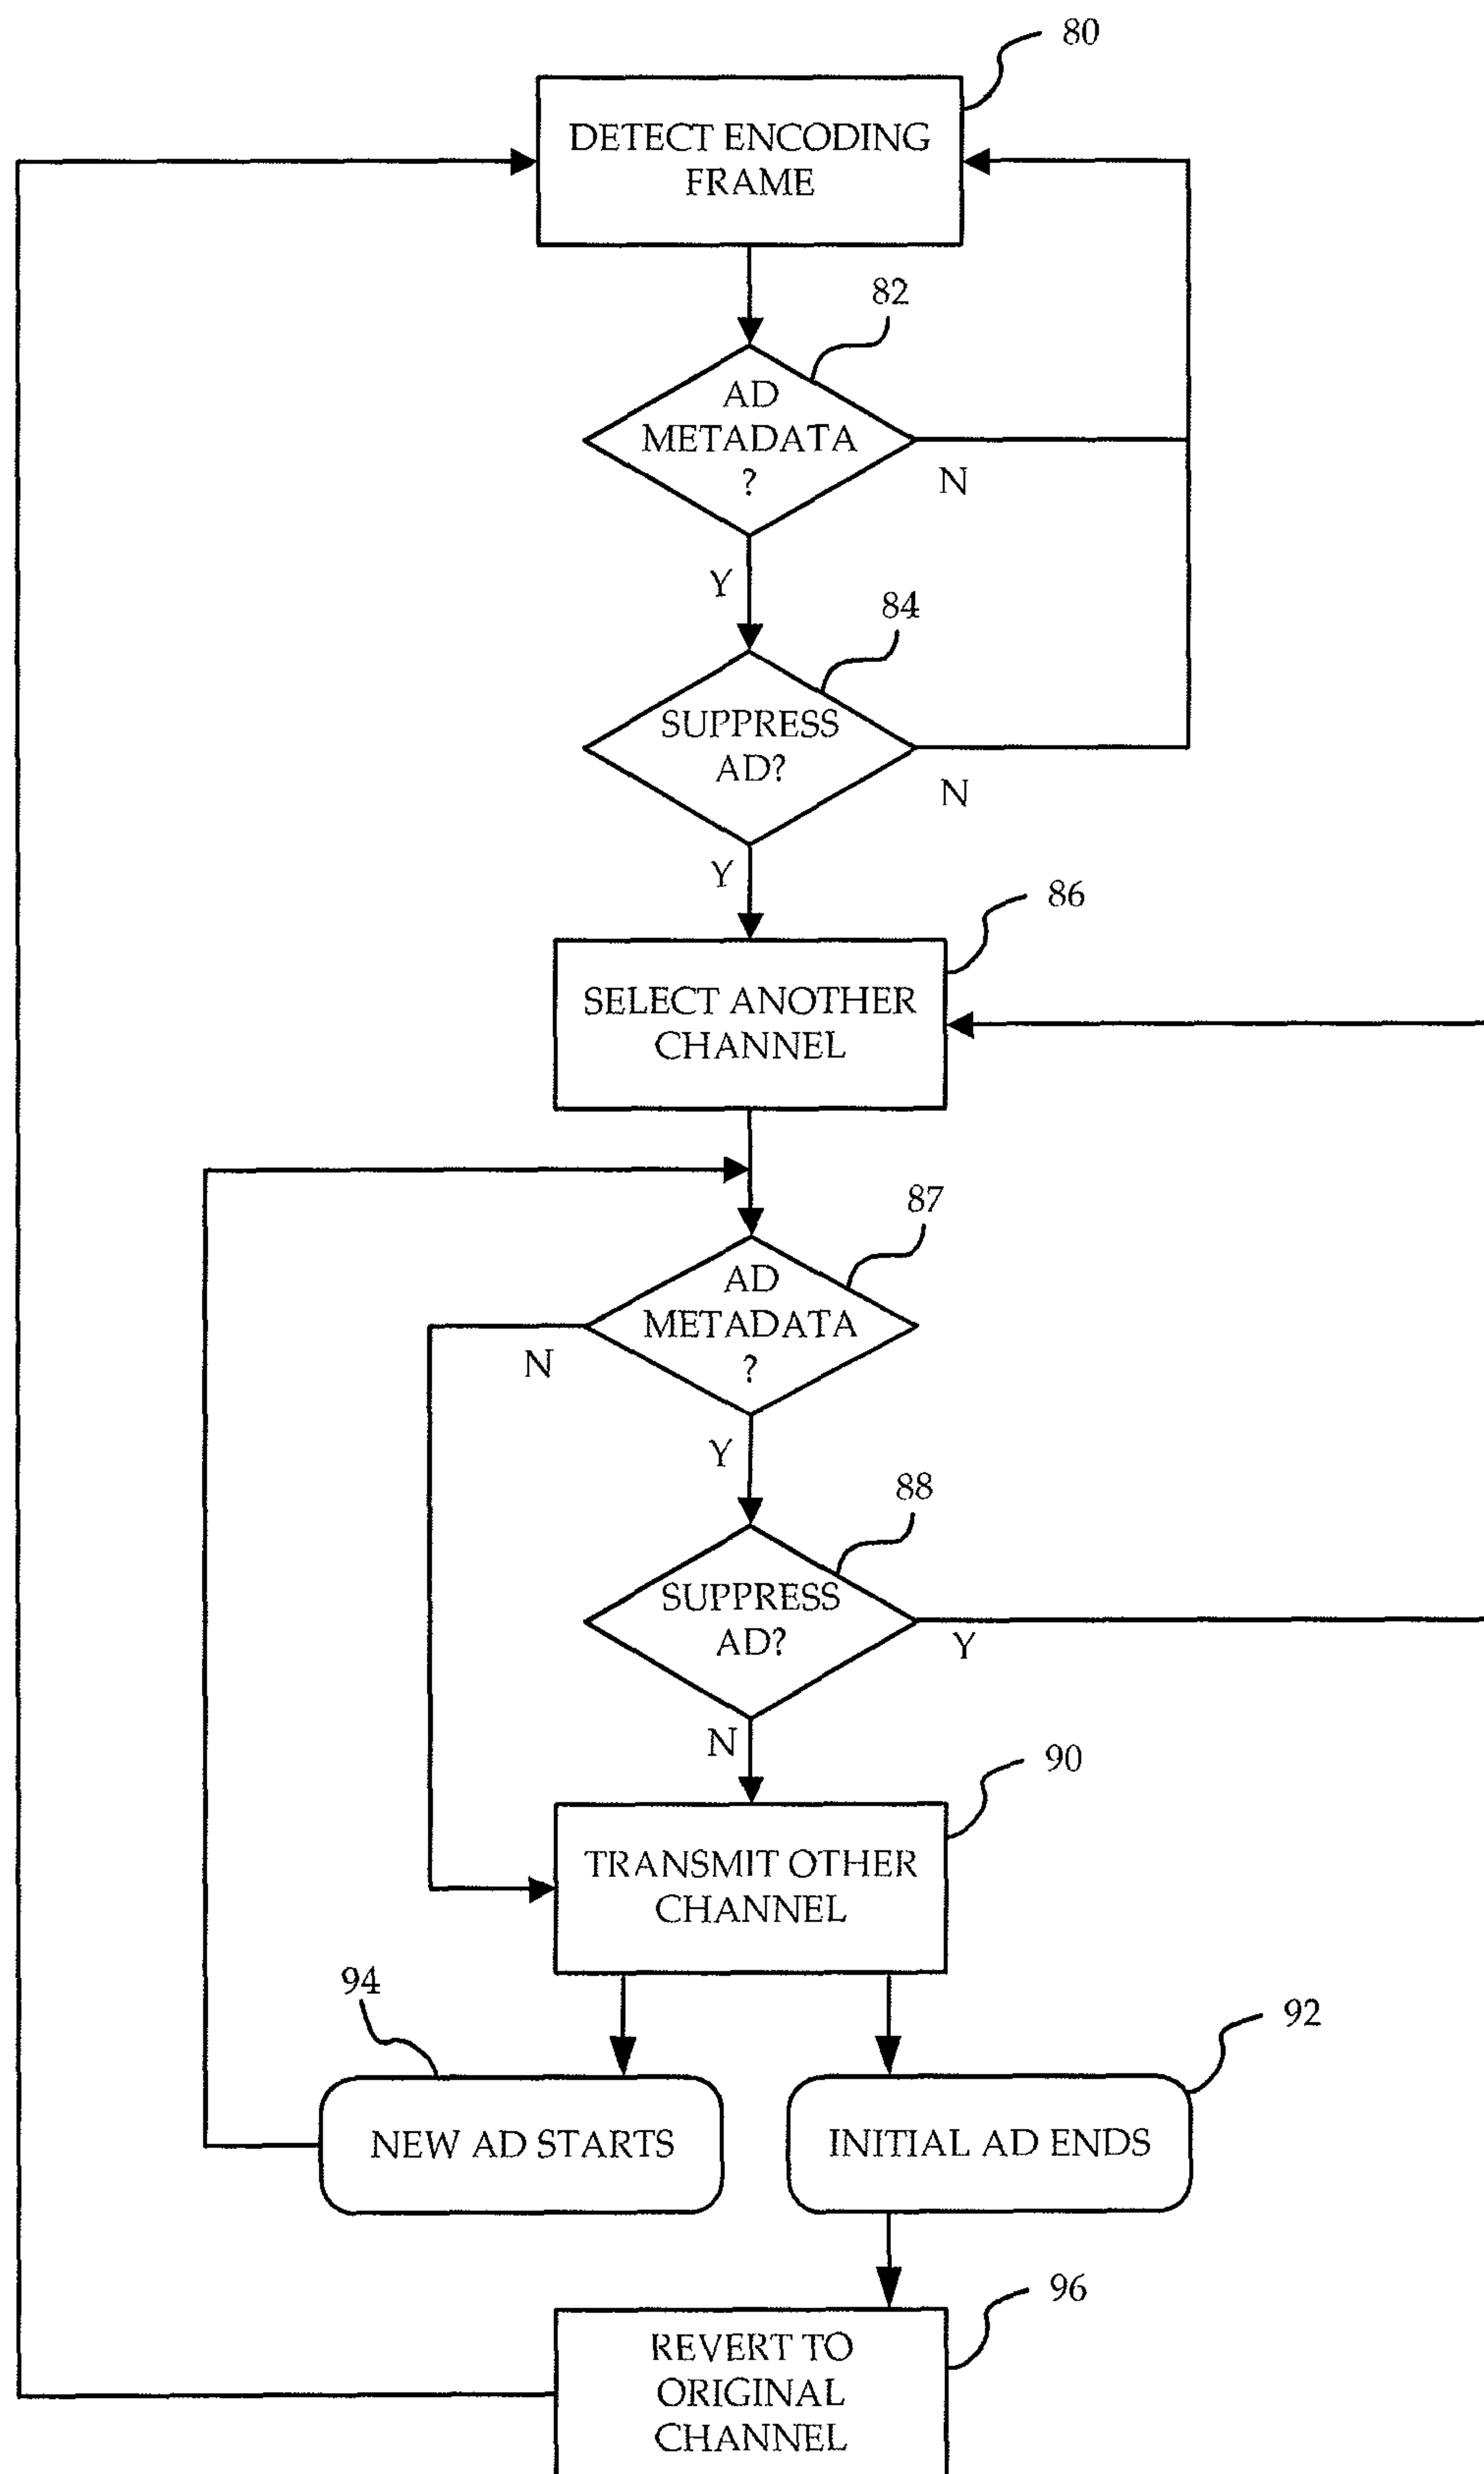 80
DETECT ENCODING
FRAME
82
AD
METADATA
?
N
Y
84
SUPPRESS
AD?
N
Y
86
SELECT ANOTHER
CHANNEL
87
AD
METADATA
?
N
Y
88
SUPPRESS
AD?
Y
N
90
TRANSMIT OTHER
CHANNEL
94
92
NEW AD STARTS
INITIAL AD ENDS
96
REVERT TO
ORIGINAL
CHANNEL